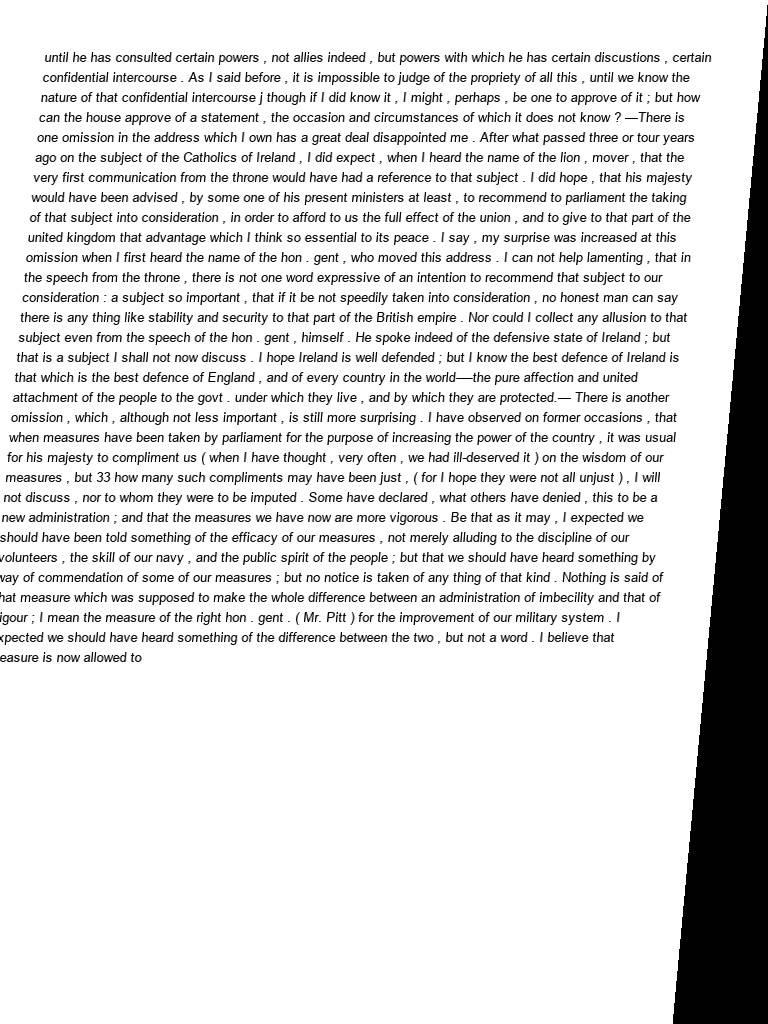 until he has consulted certain powers , not allies indeed , but powers with which he has certain discustions , certain
confidential intercourse . As I said before , it is impossible to judge of the propriety of all this , until we know the
nature of that confidential intercourse j though if I did know it , I might , perhaps , be one to approve of it ; but how
can the house approve of a statement , the occasion and circumstances of which it does not know ? —There is
one omission in the address which I own has a great deal disappointed me . After what passed three or tour years
ago on the subject of the Catholics of Ireland , I did expect , when I heard the name of the lion , mover , that the
very first communication from the throne would have had a reference to that subject . I did hope , that his majesty
would have been advised , by some one of his present ministers at least , to recommend to parliament the taking
of that subject into consideration , in order to afford to us the full effect of the union , and to give to that part of the
united kingdom that advantage which I think so essential to its peace . I say , my surprise was increased at this
omission when I first heard the name of the hon . gent , who moved this address . I can not help lamenting , that in
the speech from the throne , there is not one word expressive of an intention to recommend that subject to our
consideration : a subject so important , that if it be not speedily taken into consideration , no honest man can say
there is any thing like stability and security to that part of the British empire . Nor could I collect any allusion to that
subject even from the speech of the hon . gent , himself . He spoke indeed of the defensive state of Ireland ; but
that is a subject I shall not now discuss . I hope Ireland is well defended ; but I know the best defence of Ireland is
that which is the best defence of England , and of every country in the world—–the pure affection and united
attachment of the people to the govt . under which they live , and by which they are protected.— There is another
omission , which , although not less important , is still more surprising . I have observed on former occasions , that
when measures have been taken by parliament for the purpose of increasing the power of the country , it was usual
for his majesty to compliment us ( when I have thought , very often , we had ill-deserved it ) on the wisdom of our
measures , but 33 how many such compliments may have been just , ( for I hope they were not all unjust ) , I will
not discuss , nor to whom they were to be imputed . Some have declared , what others have denied , this to be a
new administration ; and that the measures we have now are more vigorous . Be that as it may , I expected we
should have been told something of the efficacy of our measures , not merely alluding to the discipline of our
volunteers , the skill of our navy , and the public spirit of the people ; but that we should have heard something by
way of commendation of some of our measures ; but no notice is taken of any thing of that kind . Nothing is said of
hat measure which was supposed to make the whole difference between an administration of imbecility and that of
igour ; I mean the measure of the right hon . gent . ( Mr. Pitt ) for the improvement of our military system . I
xpected we should have heard something of the difference between the two , but not a word . I believe that
easure is now allowed to